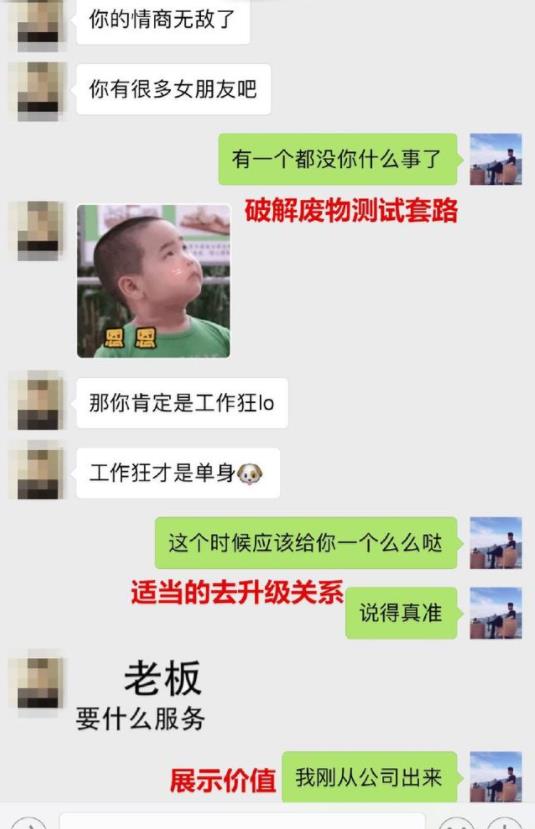 你的情商无敌了
你有很多女朋友吧
有一个都没你什么事了
破解废物测试套路
恩 恩
那你肯定是工作狂lo
工作狂才是单身
这个时候应该给你一个么么哒
适当的去升级关系
说得真准
老板
要什么服务
展示价值
我刚从公司出来